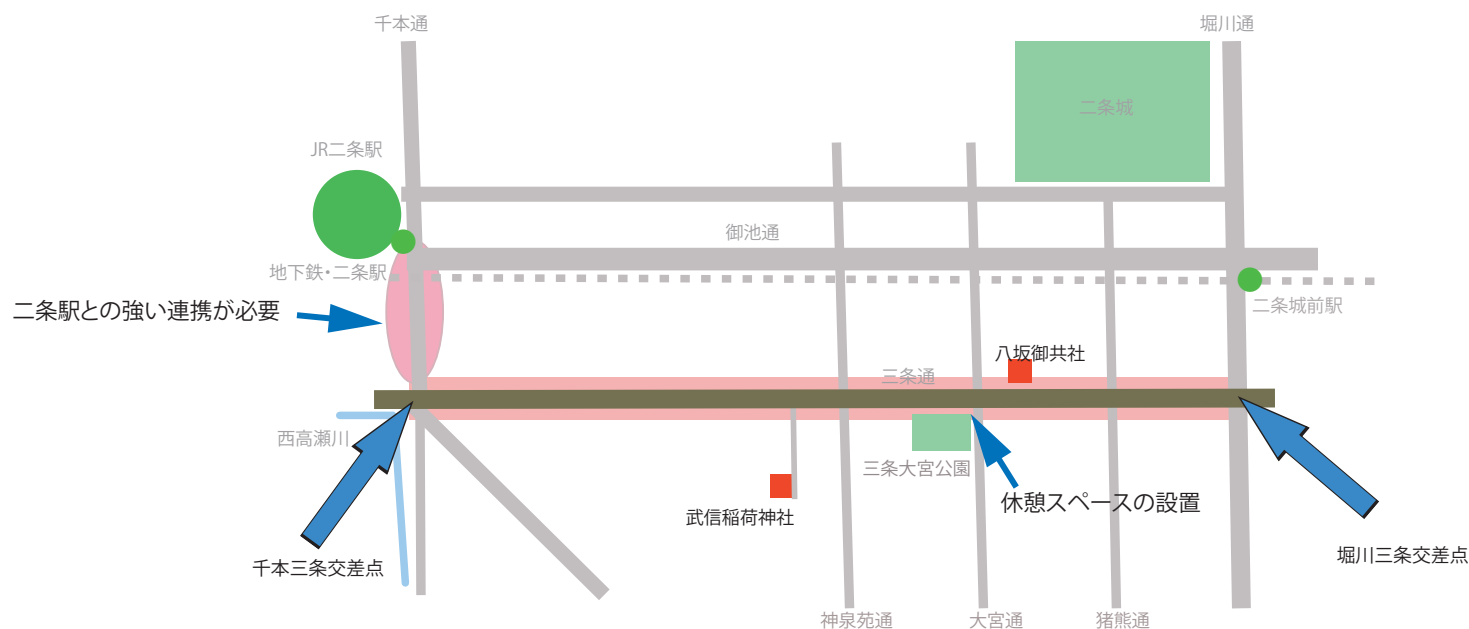 千本通
堀川通
二条城
JR二条駅
御池通
地下鉄・二条駅
二条駅との強い連携が必要
二条城前駅
八坂御共社
三条通
西高瀬川
三条大宮公園
休憩スペースの設置
武信稲荷神社
堀川三条交差点
千本三条交差点
神泉苑通
大宮通
猪熊通